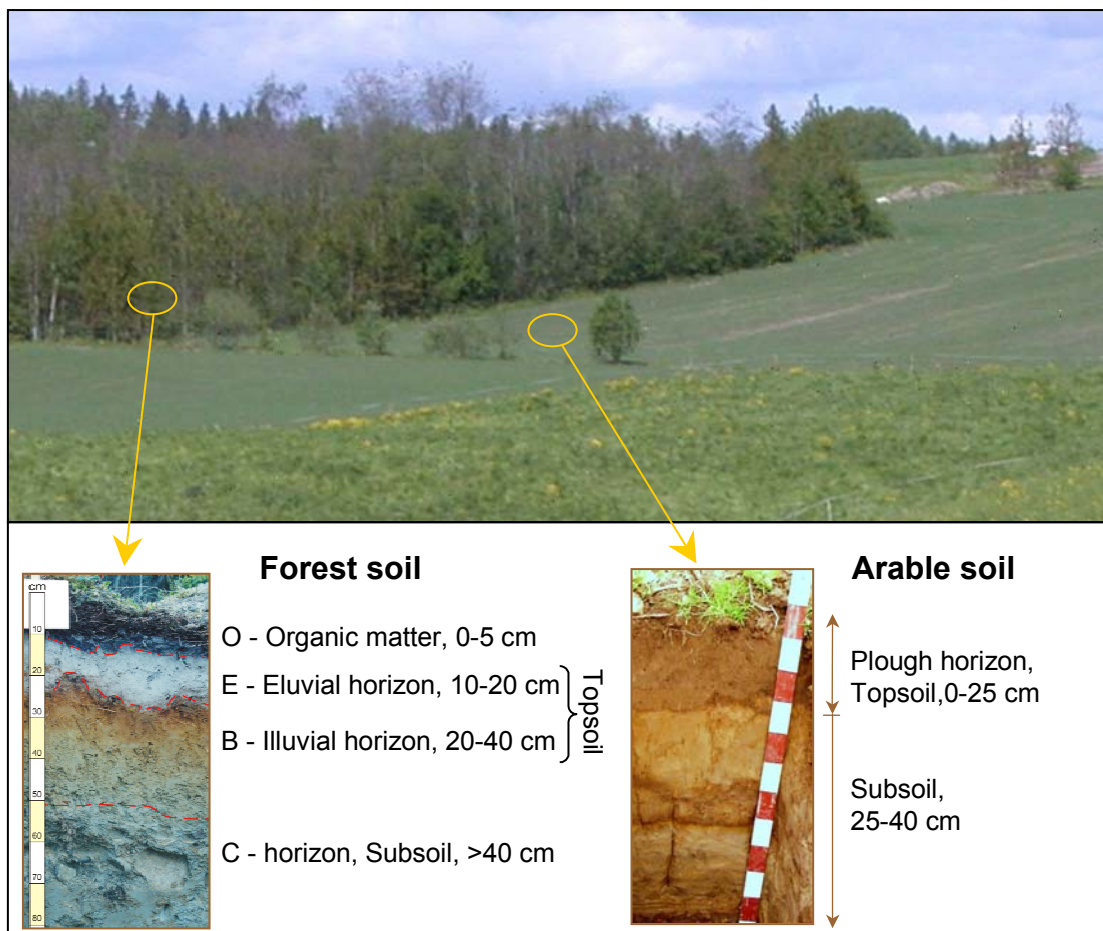 Forest soil
cm
10
20
30
40
50
60
70
80
O - Organic matter, 0-5 cm
E - Eluvial horizon, 10-20 cm
B - Illuvial horizon, 20-40 cm
Topsoil
C - horizon, Subsoil, >40 cm
Arable soil
Plough horizon,
Topsoil,0-25 cm
Subsoil,
25-40 cm